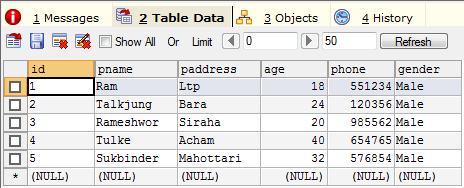 1 Messages 2 Table Data 3 Objects 4 History
Show All Or Limit 0 50 Refresh
id pname paddress age phone gender
1 Ram Ltp 18 551234 Male
2 Talkjung Bara 24 120356 Male
3 Rameshwor Siraha 20 985562 Male
4 Tulke Acham 40 654765 Male
5 Sukbinder Mahottari 32 576854 Male
* (NULL) (NULL) (NULL) (NULL) (NULL) (NULL)